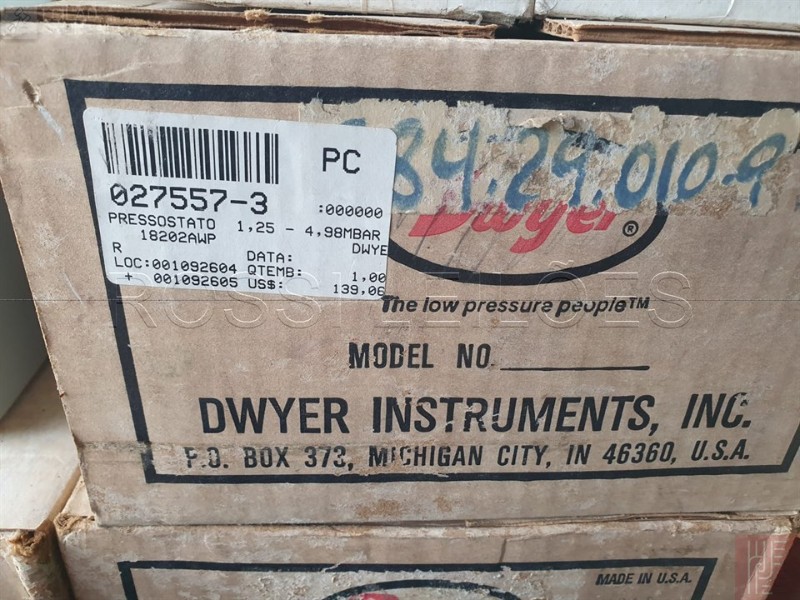 PC
027557-3
:000000
PRESSOSTATO 1,25 - 4,98MBAR
18202AWP DWYE
R DATA:
LOC:001092604 QTEMB: 1,00
+ 001092605 US$: 139,06
84.29.010-9
Dwyer®
The low pressure people™
MODEL NO.
DWYER INSTRUMENTS, INC.
P.O. BOX 373, MICHIGAN CITY, IN 46360, U.S.A.
MADE IN U.S.A.